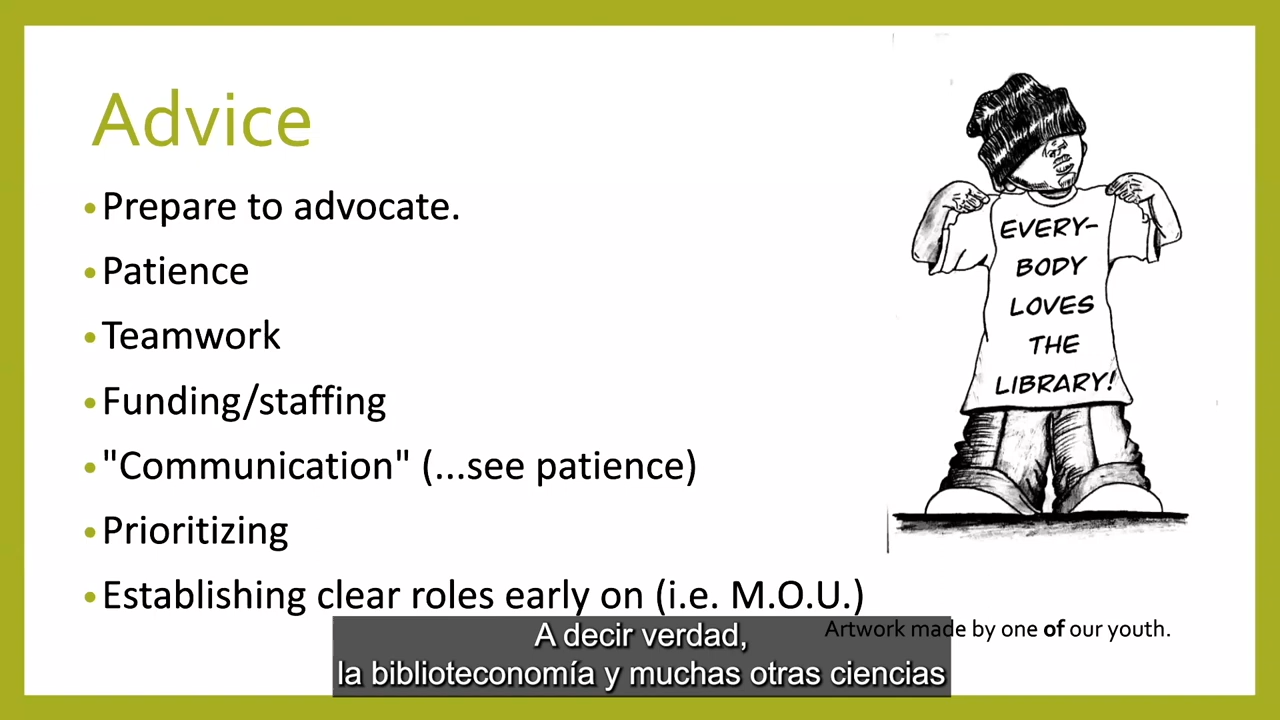 Advice
•Prepare to advocate.
•Patience
•Teamwork
•Funding/staffing
•"Communication" (...see patience)
•Prioritizing
•Establishing clear roles early on (i.e. M.O.U.)
EVERY-
BODY
LOVES
THE
LIBRARY!
Artwork made by one of our youth.
A decir verdad,
la biblioteconomía y muchas otras ciencias